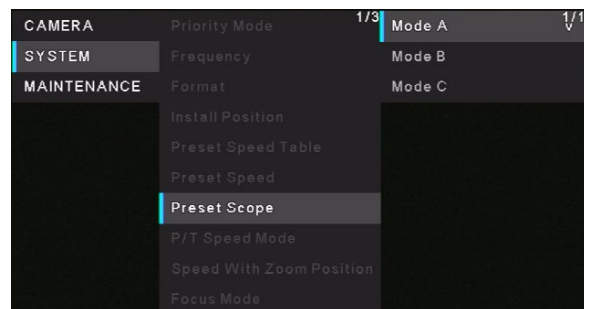 CAMERA
SYSTEM
MAINTENANCE
Priority Mode 1/3
Frequency
Format
Install Position
Preset Speed Table
Preset Speed
Preset Scope
P/T Speed Mode
Speed With Zoom Position
Focus Mode
Mode A 1/1
Mode B
Mode C